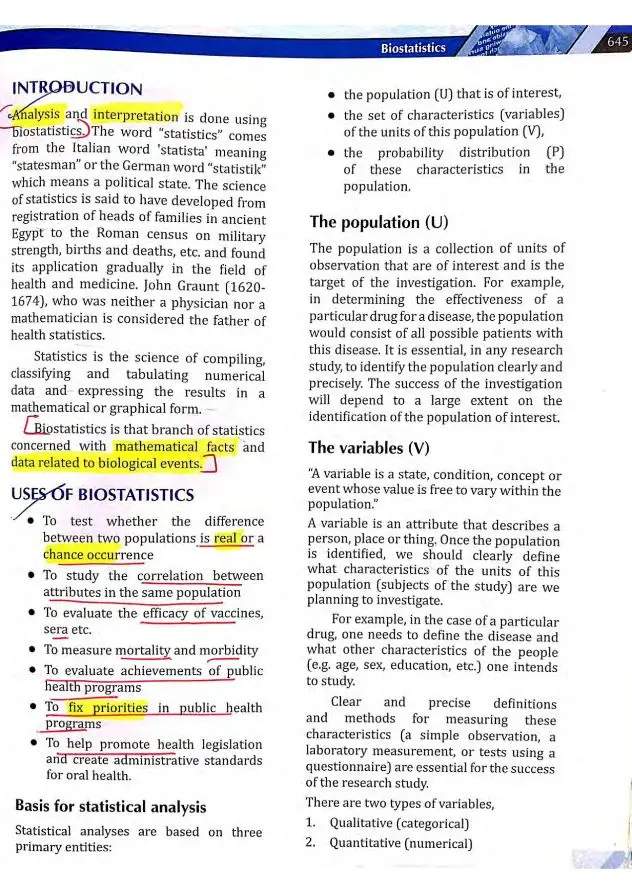 Biostatistics
645
INTRODUCTION
Analysis and interpretation is done using
biostatistics. The word "statistics" comes
from the Italian word 'statista' meaning
"statesman" or the German word "statistik"
which means a political state. The science
of statistics is said to have developed from
registration of heads of families in ancient
Egypt to the Roman census on military
strength, births and deaths, etc. and found
its application gradually in the field of
health and medicine. John Graunt (1620-
1674), who was neither a physician nor a
mathematician is considered the father of
health statistics.
Statistics is the science of compiling,
classifying and tabulating numerical
data and expressing the results in a
mathematical or graphical form.
Biostatistics is that branch of statistics
concerned with mathematical facts and
data related to biological events.
USES OF BIOSTATISTICS
• To test whether the difference
between two populations is real or a
chance occurrence
• To study the correlation between
attributes in the same population
• To evaluate the efficacy of vaccines,
sera etc.
• To measure mortality and morbidity
• To evaluate achievements of public
health programs
• To fix priorities in public health
programs
• To help promote health legislation
and create administrative standards
for oral health.
Basis for statistical analysis
Statistical analyses are based on three
primary entities:
• the population (U) that is of interest,
• the set of characteristics (variables)
of the units of this population (V),
• the probability distribution (P)
of these characteristics in the
population.
The population (U)
The population is a collection of units of
observation that are of interest and is the
target of the investigation. For example,
in determining the effectiveness of a
particular drug for a disease, the population
would consist of all possible patients with
this disease. It is essential, in any research
study, to identify the population clearly and
precisely. The success of the investigation
will depend to a large extent on the
identification of the population of interest.
The variables (V)
"A variable is a state, condition, concept or
event whose value is free to vary within the
population."
A variable is an attribute that describes a
person, place or thing. Once the population
is identified, we should clearly define
what characteristics of the units of this
population (subjects of the study) are we
planning to investigate.
For example, in the case of a particular
drug, one needs to define the disease and
what other characteristics of the people
(e.g. age, sex, education, etc.) one intends
to study.
Clear and precise definitions
and methods for measuring these
characteristics (a simple observation, a
laboratory measurement, or tests using a
questionnaire) are essential for the success
of the research study.
There are two types of variables,
1. Qualitative (categorical)
2. Quantitative (numerical)